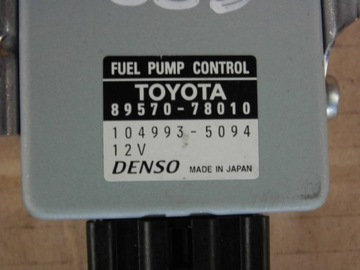 FUEL PUMP CONTROL
TOYOTA
89570-78010
104993-5094
12V
DENSO MADE IN JAPAN